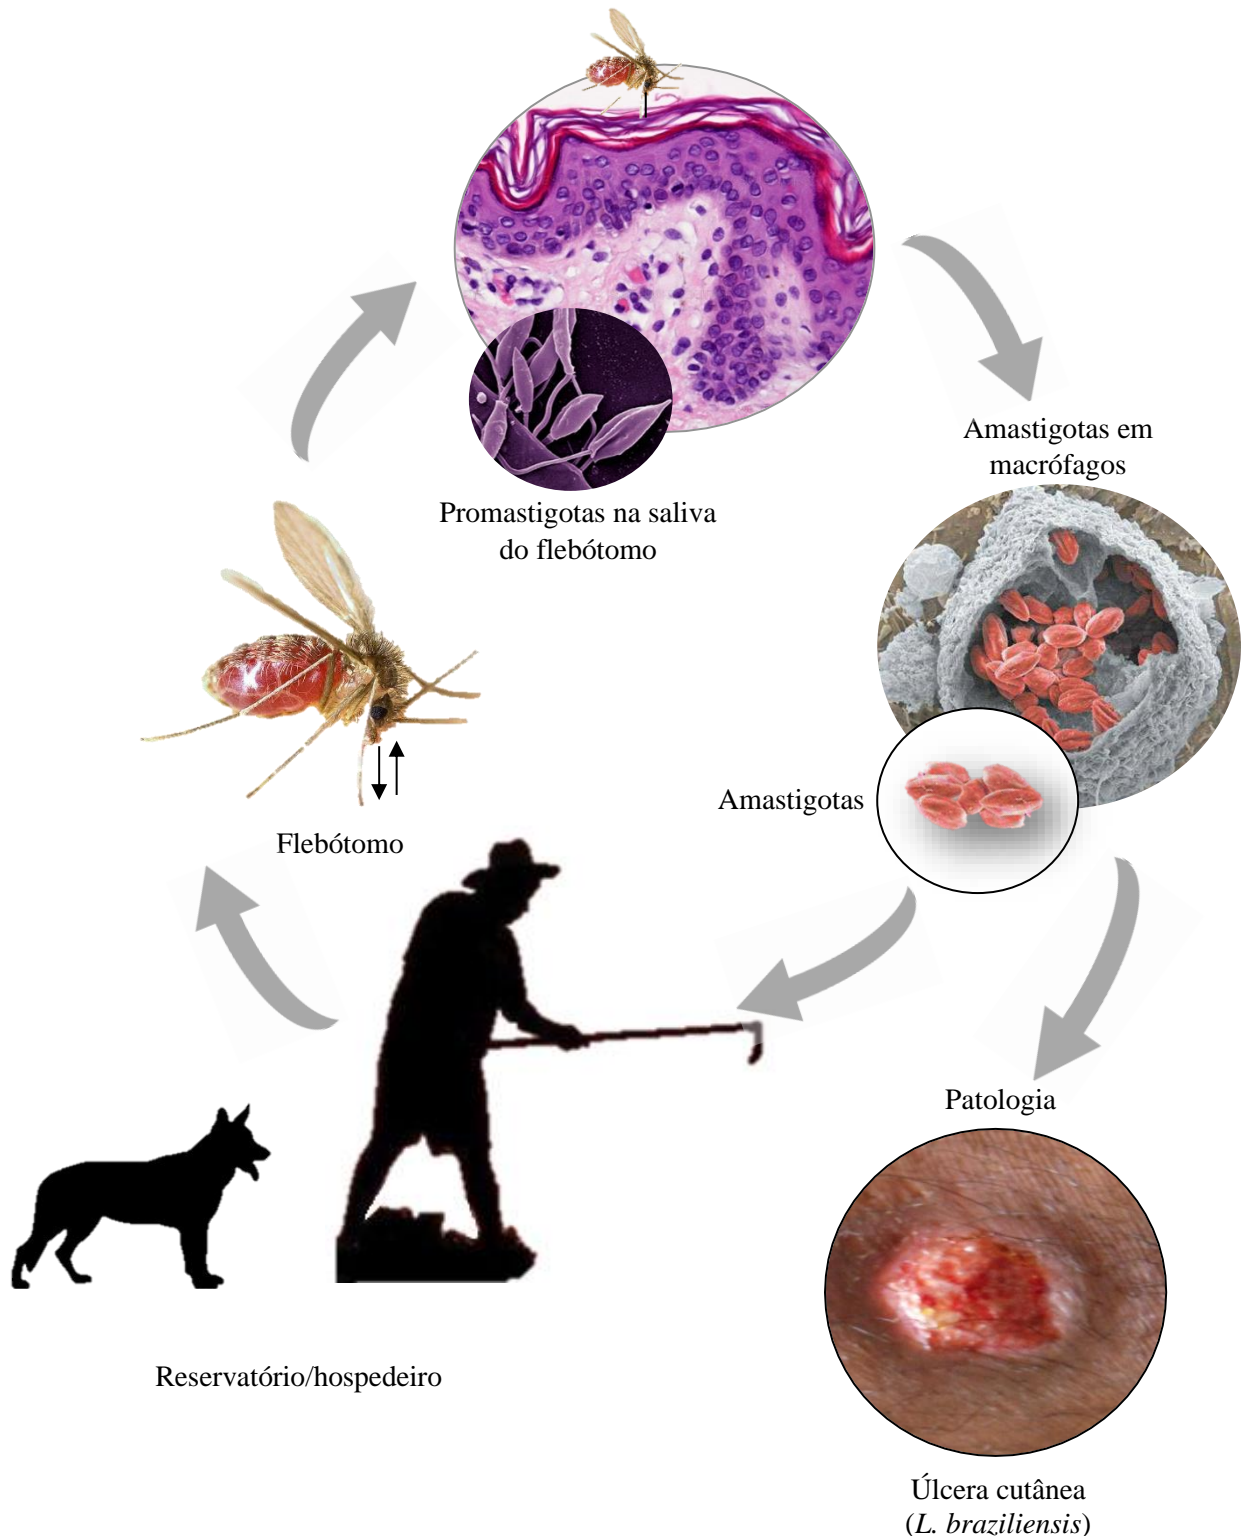 Amastigotas em
macrófagos
Promastigotas na saliva
do flebótomo
Amastigotas
Flebótomo
Patologia
Reservatório/hospedeiro
Úlcera cutânea
(L. braziliensis)